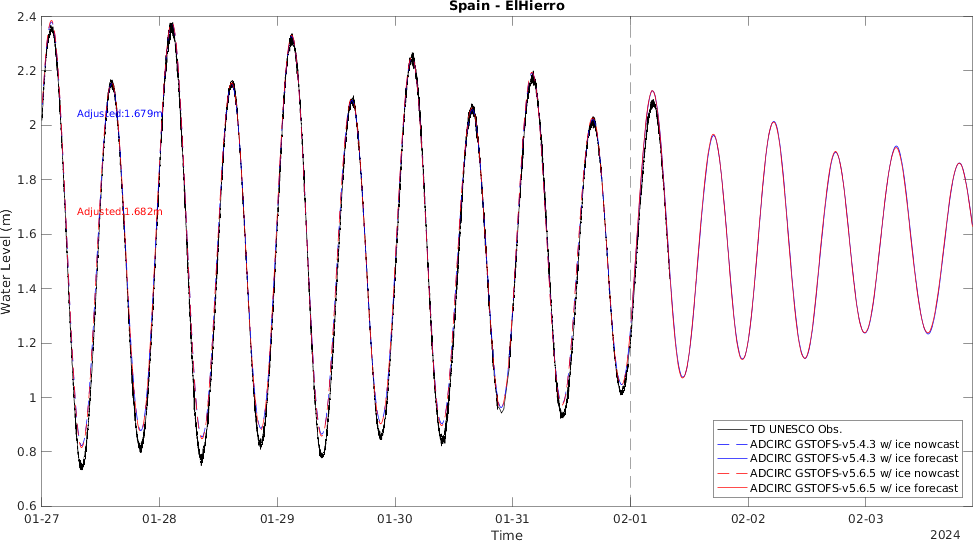 Spain - ElHierro
2.4
2.2
2
1.8
1.6
1.4
1.2
1
0.8
0.6
Water Level (m)
Adjusted:1.679m
Adjusted:1.682m
TD UNESCO Obs.
ADCIRC GSTOFS-v5.4.3 w/ ice nowcast
ADCIRC GSTOFS-v5.4.3 w/ ice forecast
ADCIRC GSTOFS-v5.6.5 w/ ice nowcast
ADCIRC GSTOFS-v5.6.5 w/ ice forecast
01-27 01-28 01-29 01-30 01-31 02-01 02-02 02-03
Time
2024